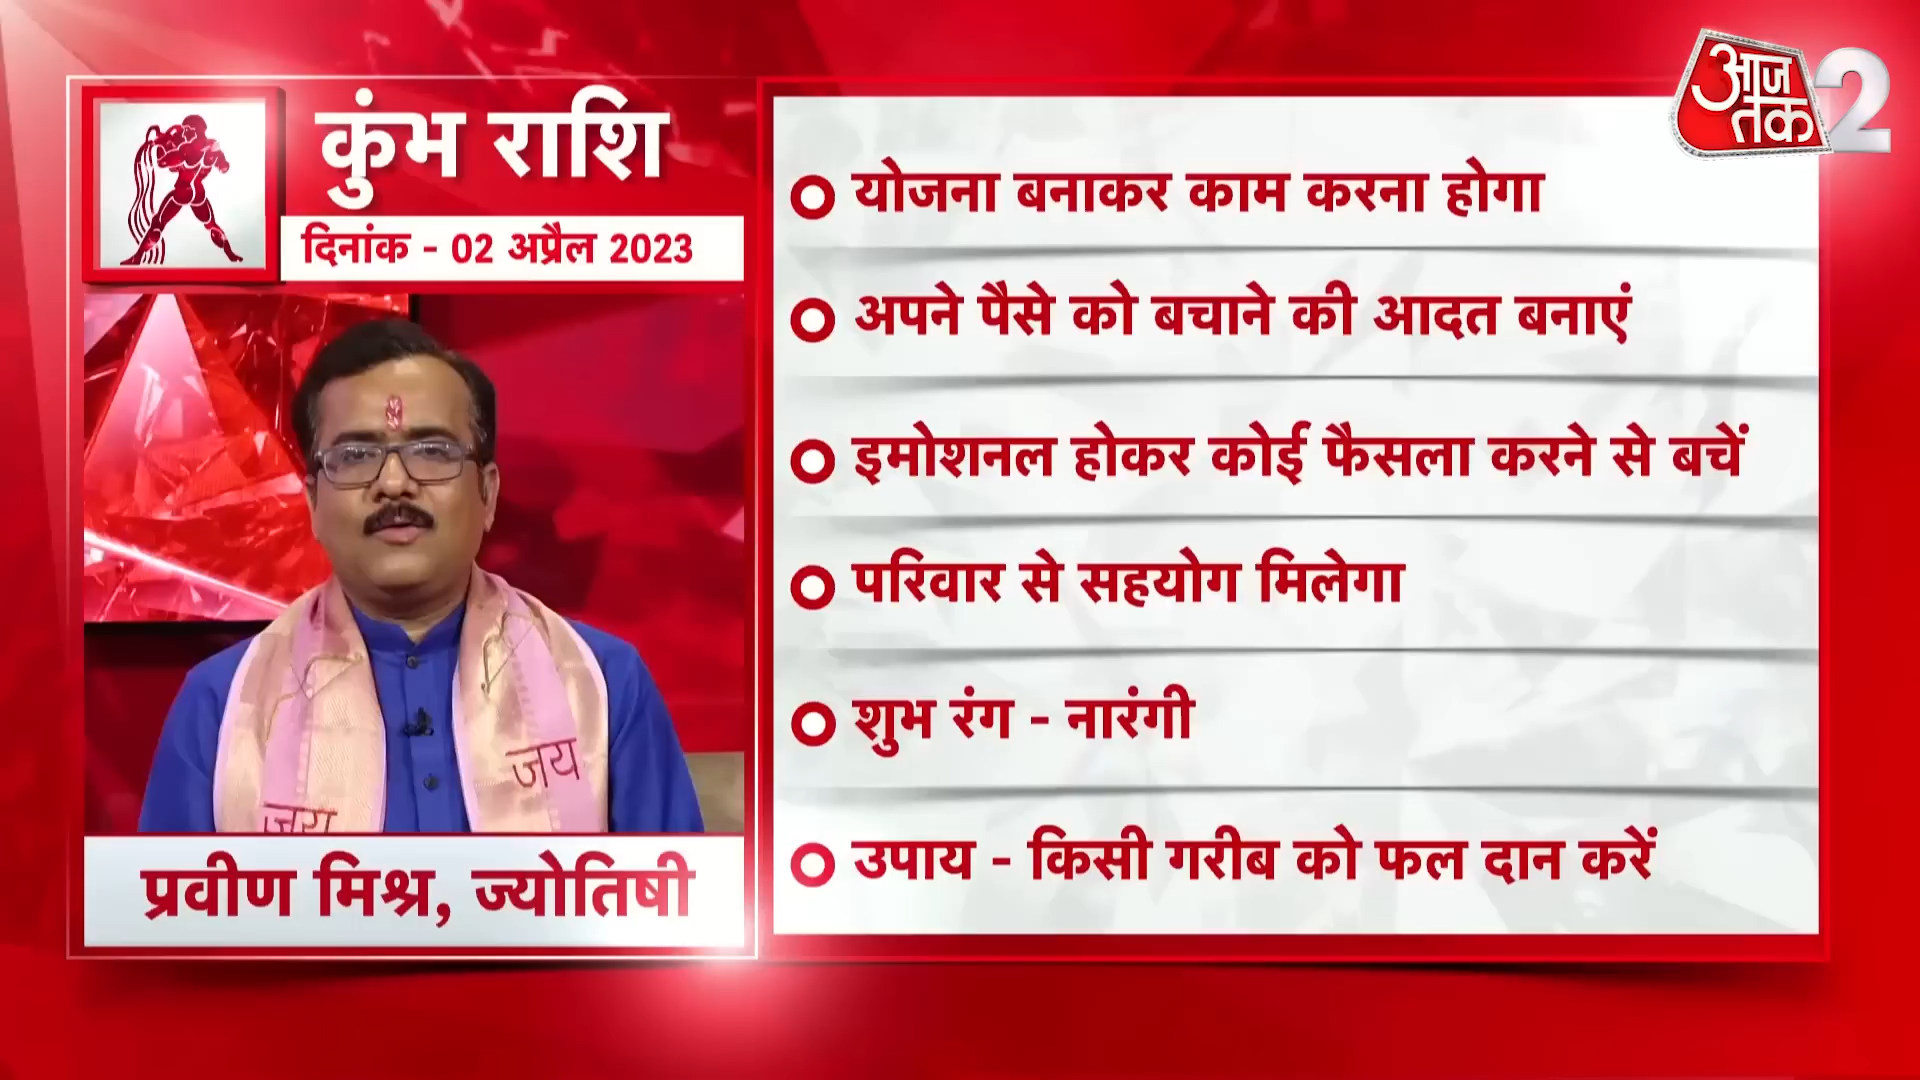 कुंभ राशि
दिनांक - 02 अप्रैल 2023
जय
जय
प्रवीण मिश्र, ज्योतिषी
आज
तक 2
योजना बनाकर काम करना होगा
अपने पैसे को बचाने की आदत बनाएं
इमोशनल होकर कोई फैसला करने से बचें
परिवार से सहयोग मिलेगा
शुभ रंग - नारंगी
उपाय - किसी गरीब को फल दान करें